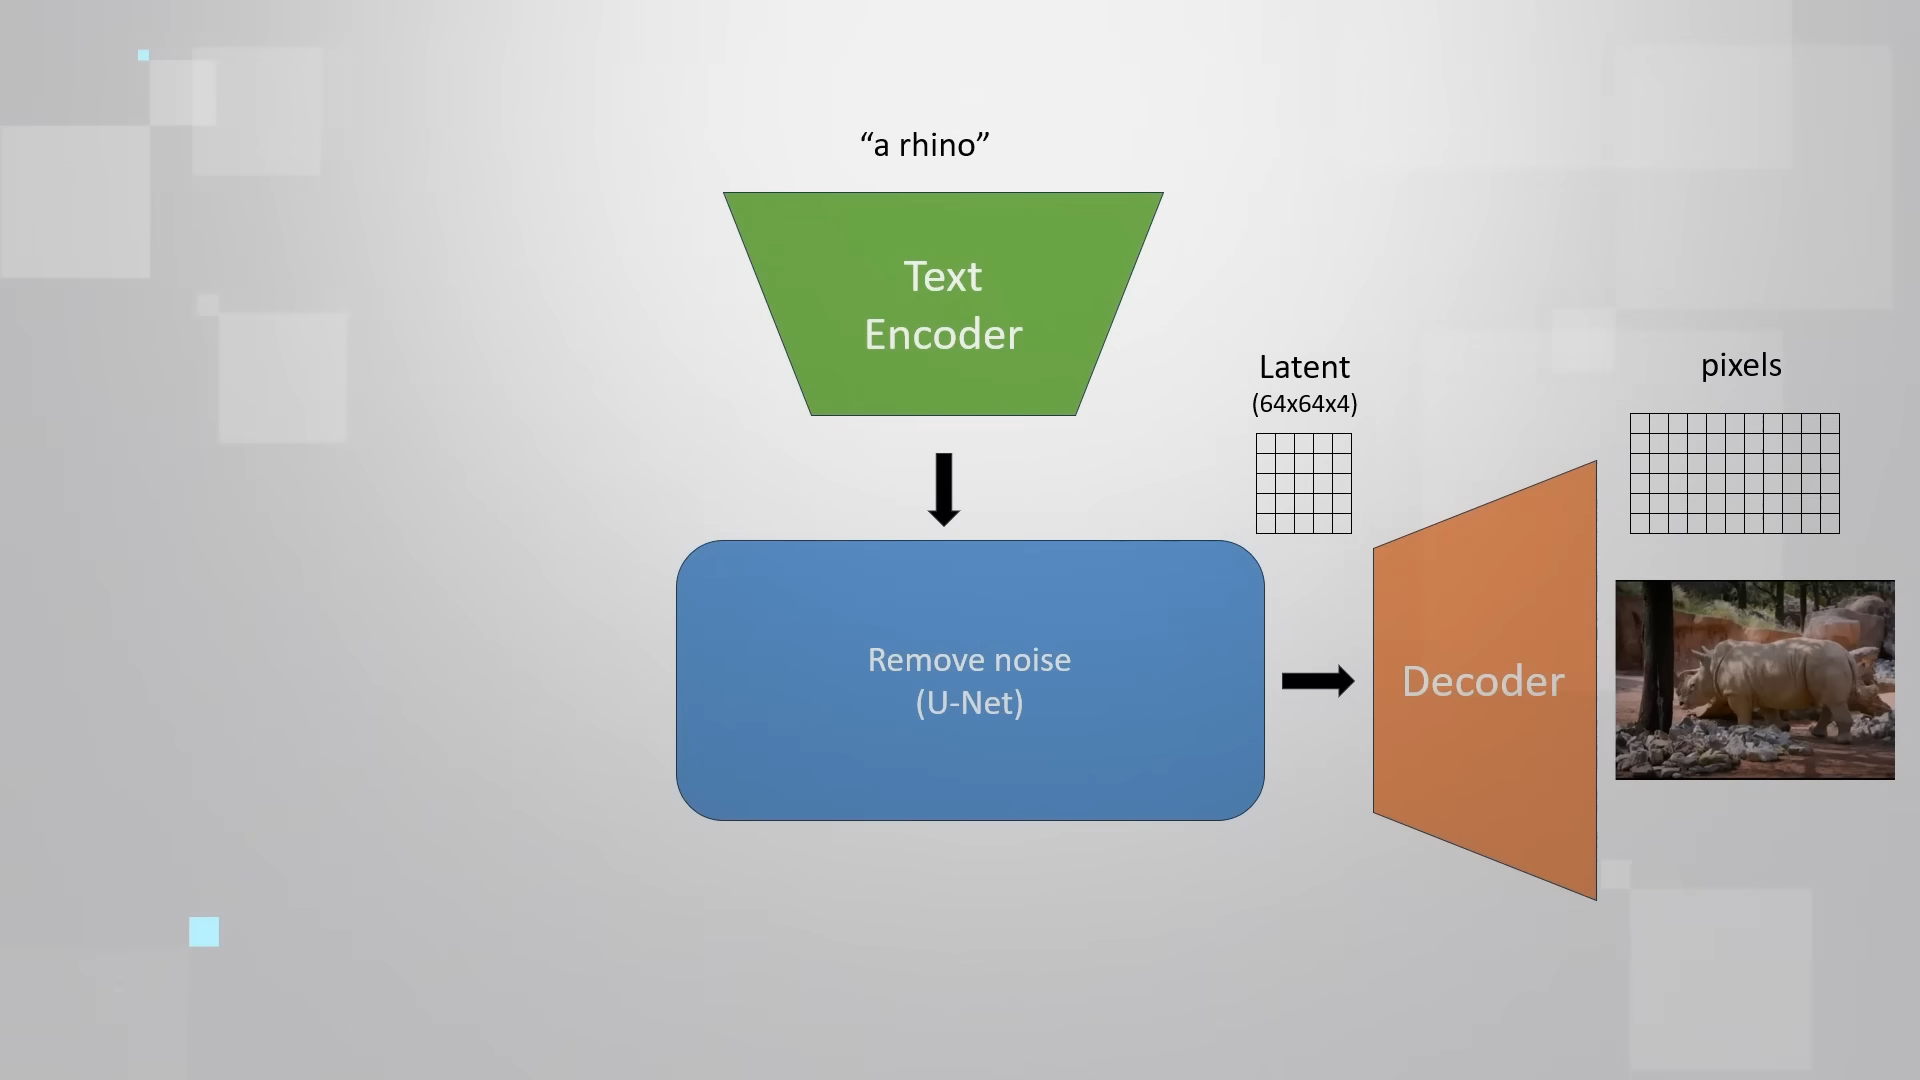 “a rhino”
Text
Encoder
Latent
(64x64x4)
pixels
Remove noise
(U-Net)
Decoder